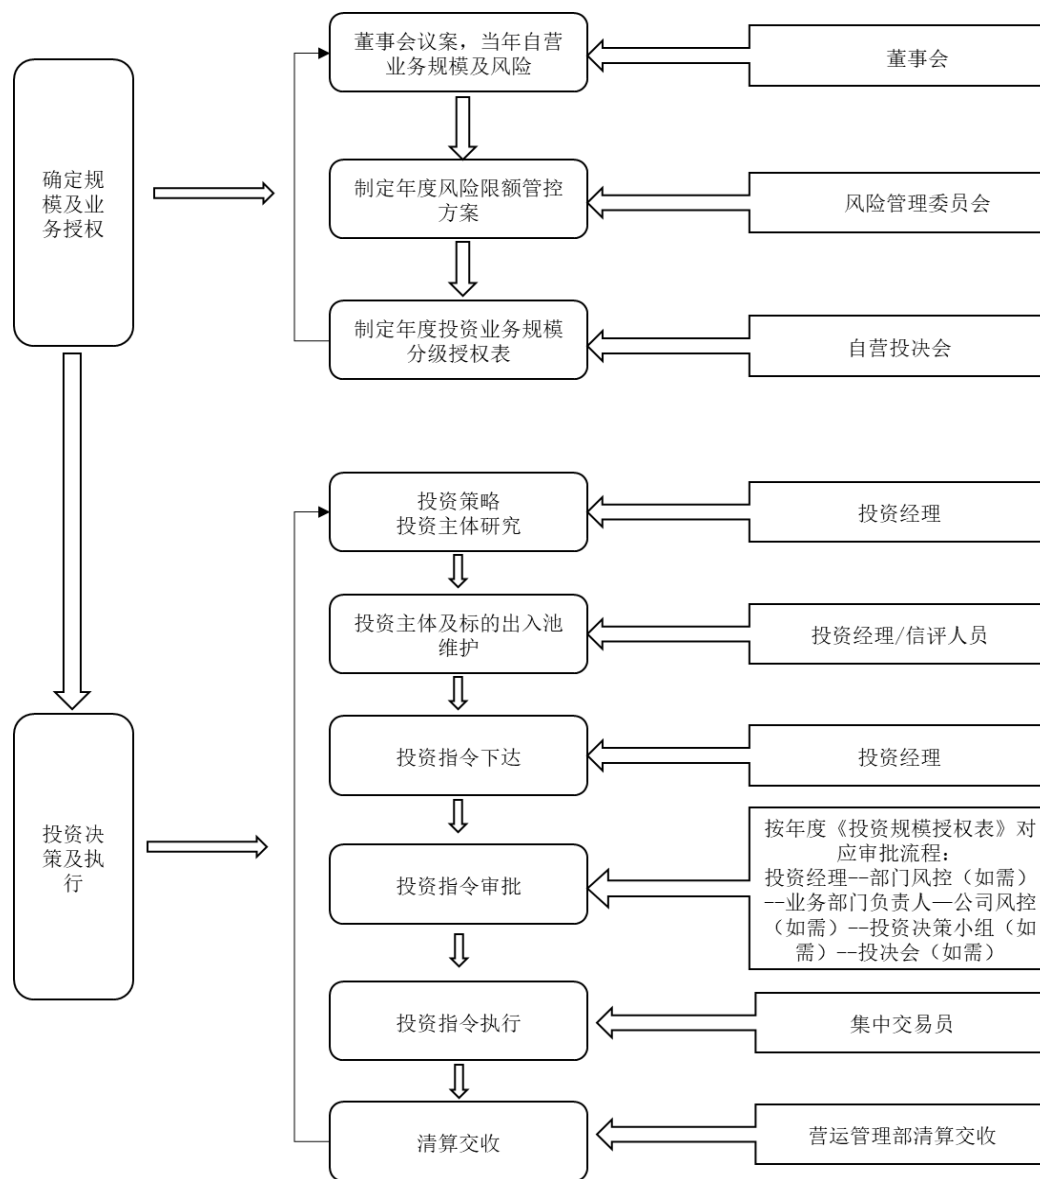 董事会议案，当年自营
业务规模及风险
董事会
确定规
模及业
务授权
制定年度风险限额管控
方案
风险管理委员会
制定年度投资业务规模
分级授权表
自营投决会
投资策略
投资主体研究
投资经理
投资主体及标的出入池
维护
投资经理/信评人员
投资指令下达
投资经理
投资决
策及执
行
投资指令审批
按年度《投资规模授权表》对
应审批流程：
投资经理--部门风控（如需）
--业务部门负责人—公司风控
（如需）--投资决策小组（如
需）--投决会（如需）
投资指令执行
集中交易员
清算交收
营运管理部清算交收